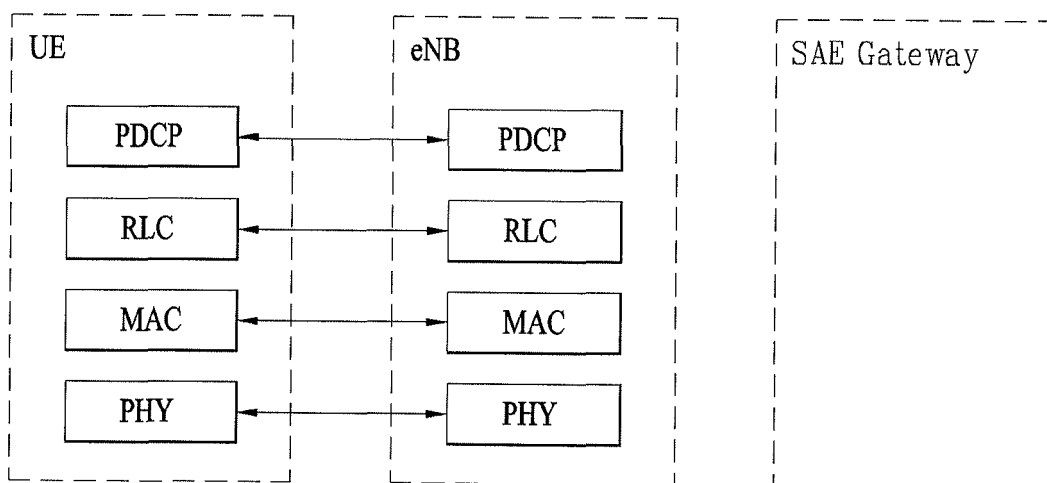 UE
eNB
SAE Gateway
PDCP
PDCP
RLC
RLC
MAC
MAC
PHY
PHY